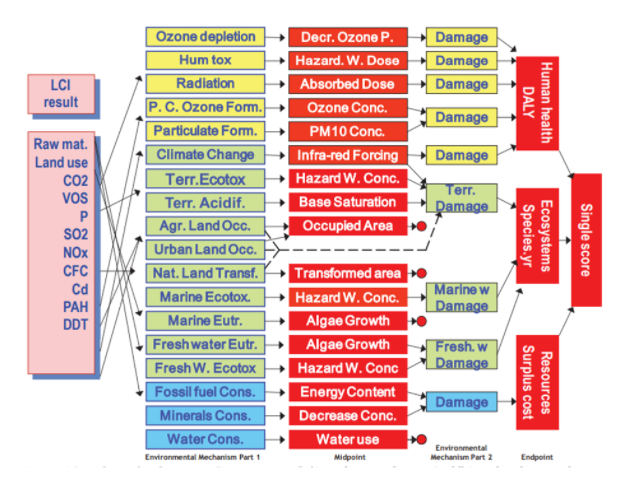 Ozone depletion
Decr. Ozone P.
Damage
Hum tox
Hazard. W. Dose
Damage
Radiation
Absorbed Dose
Damage
P. C. Ozone Form.
Ozone Conc.
Damage
Particulate Form.
PM10 Conc.
Climate Change
Infra-red Forcing
Damage
Terr.Ecotox
Hazard W. Conc.
Terr.
Damage
Terr. Acidif.
Base Saturation
Agr. Land Occ.
Occupied Area
Urban Land Occ.
Nat. Land Transf.
Transformed area
Marine Ecotox.
Hazard W. Conc.
Marine w
Damage
Marine Eutr.
Algae Growth
Freshwater Eutr.
Algae Growth
Fresh. w
Damage
Fresh W. Ecotox
Hazard W. Conc
Fossil fuel Cons.
Energy Content
Damage
Minerals Cons.
Decrease Conc.
Water Cons.
Water use
LCI
result
Raw mat.
Land use
CO2
VOS
P
SO2
NOx
CFC
Cd
PAH
DDT
Human health
DALY
Ecosystems
Species.yr
Resources
Surplus cost
Single score
Environmental Mechanism Part 1
Midpoint
Environmental
Mechanism Part 2
Endpoint